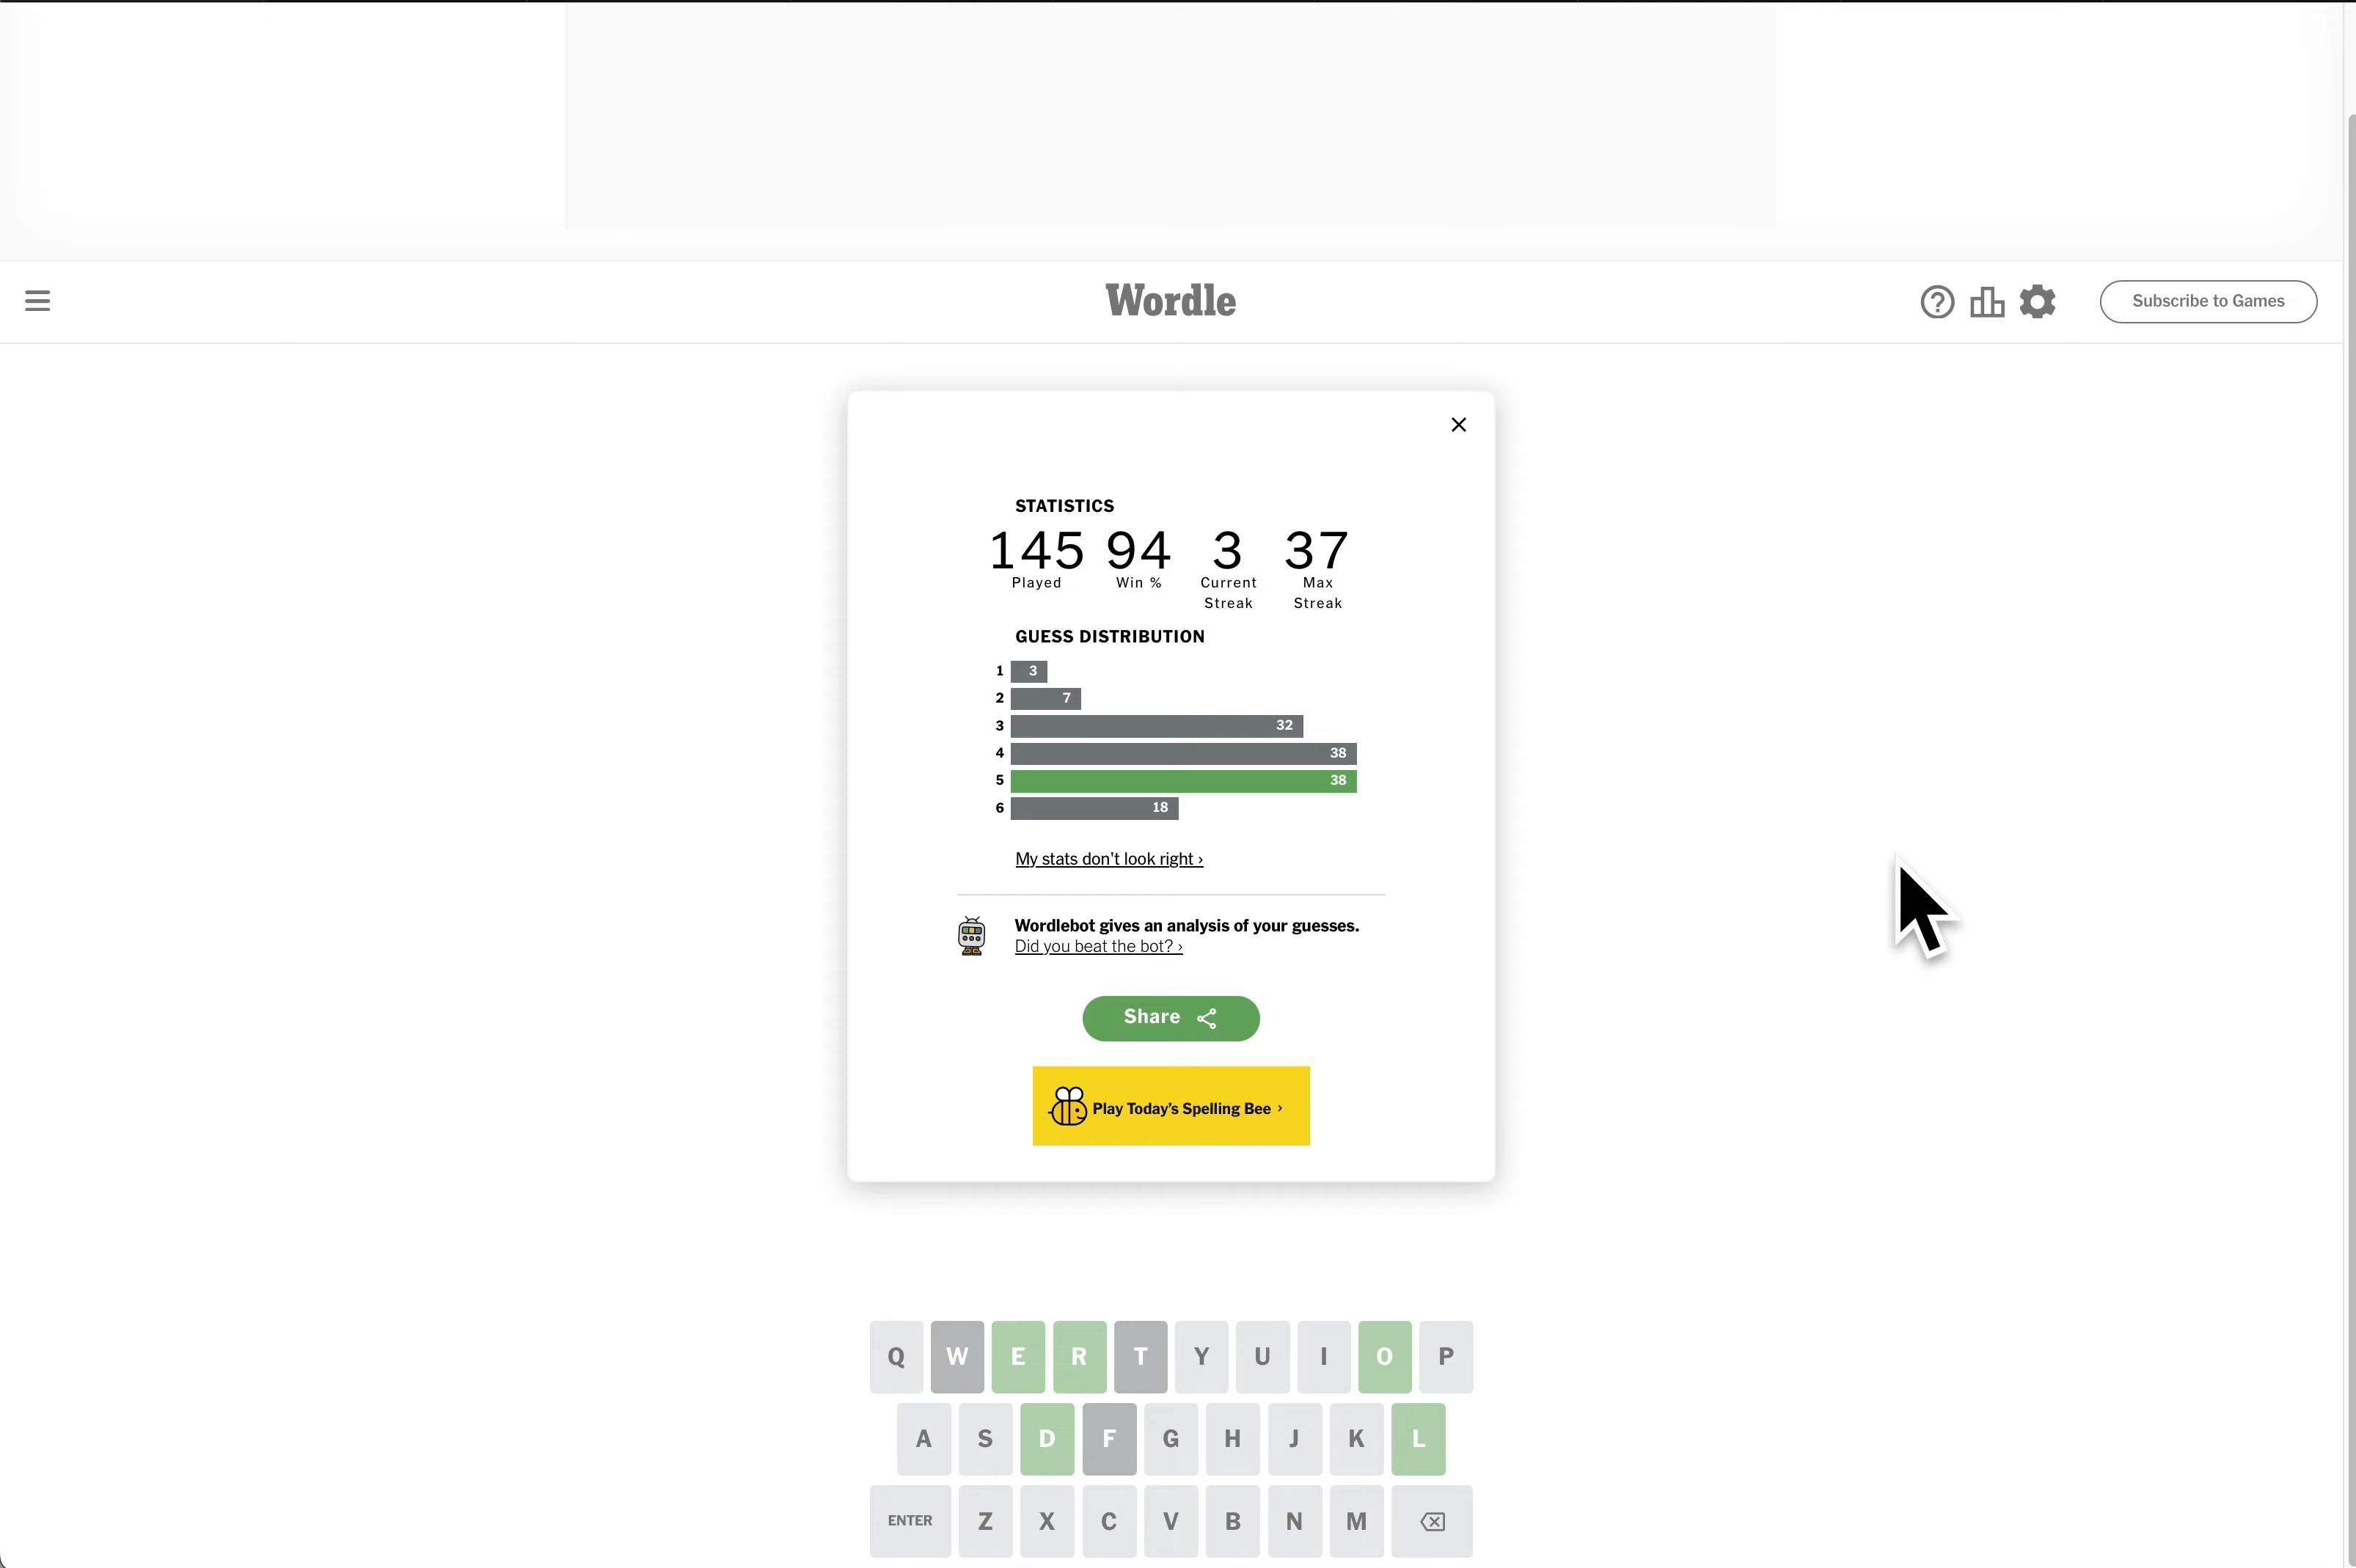 Wordle
Subscribe to Games
STATISTICS
145 94 3 37
Played Win % Current Streak Max Streak
GUESS DISTRIBUTION
1 3
2 7
3 32
4 38
5 38
6 18
My stats don't look right ›
Wordlebot gives an analysis of your guesses.
Did you beat the bot? ›
Share
Play Today’s Spelling Bee ›
Q W E R T Y U I O P
A S D F G H J K L
ENTER Z X C V B N M